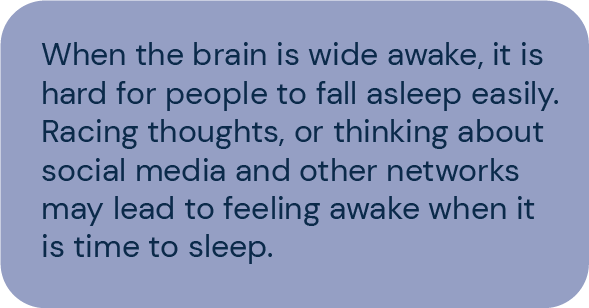 When the brain is wide awake, it is
hard for people to fall asleep easily.
Racing thoughts, or thinking about
social media and other networks
may lead to feeling awake when it
is time to sleep.